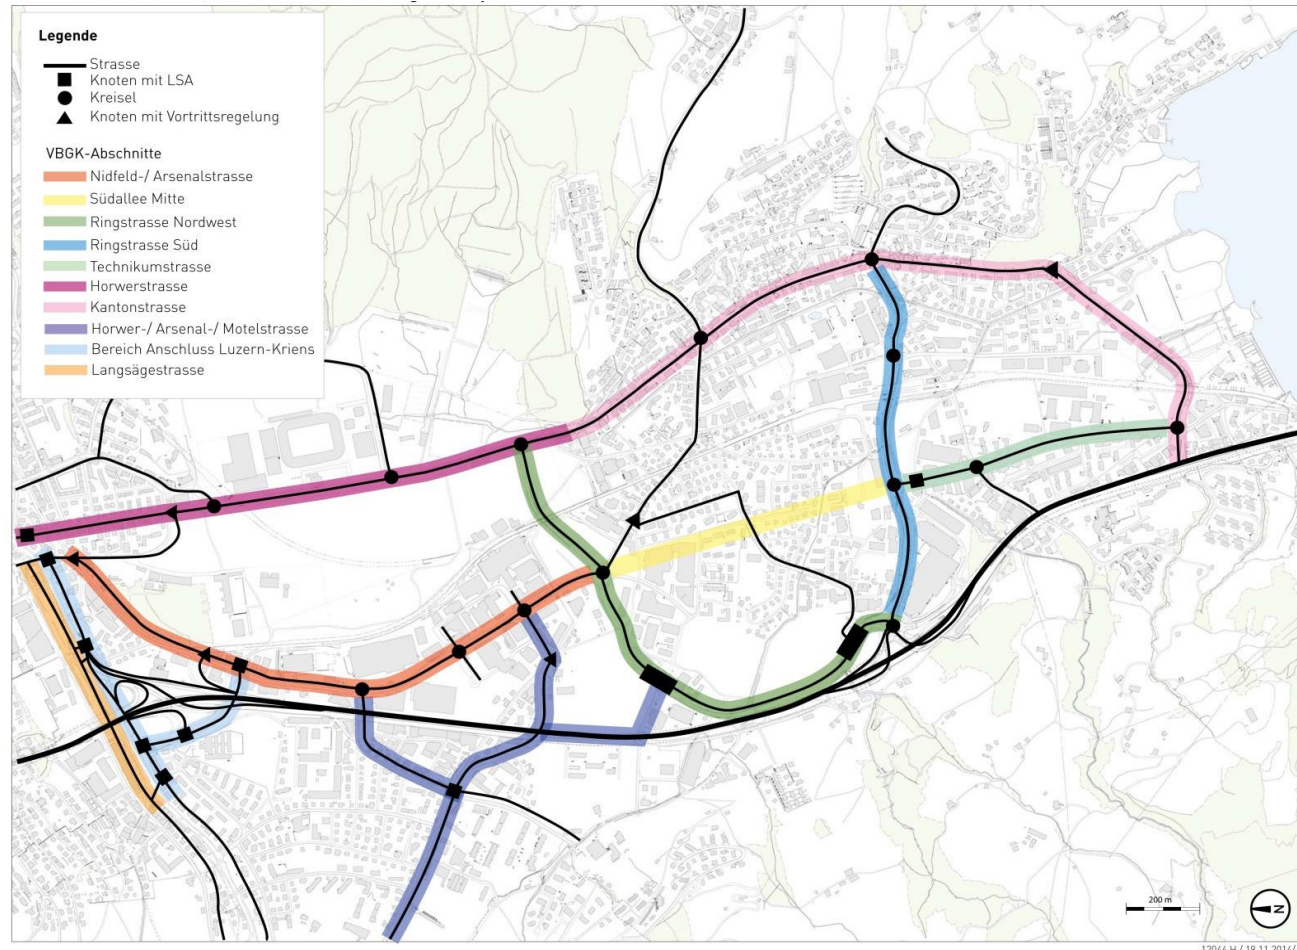 Legende
Strasse
Knoten mit LSA
Kreisel
Knoten mit Vortrittsregelung
VBGK-Abschnitte
Nidfeld-/ Arsenalstrasse
Südallee Mitte
Ringstrasse Nordwest
Ringstrasse Süd
Technikumstrasse
Horwerstrasse
Kantonstrasse
Horwer-/ Arsenal-/ Motelstrasse
Bereich Anschluss Luzern-Kriens
Langsägestrasse
200 m
N